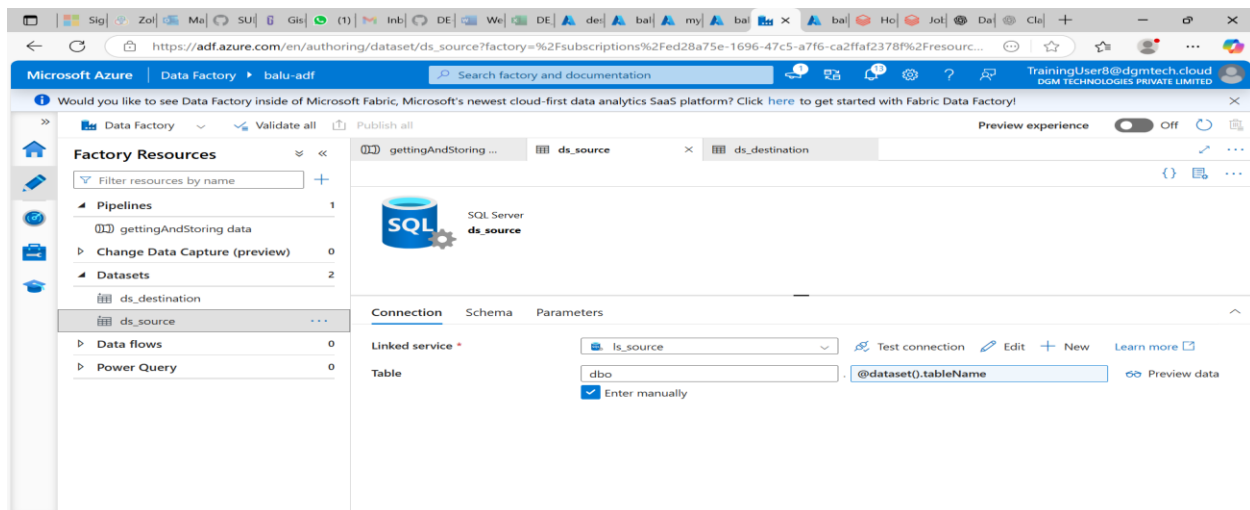 Sig Zol Ma SUI Gis (1) Inb DE We DE des bal my bal bal Ho Jol Da Cla
https://adf.azure.com/en/authoring/dataset/ds_source?factory=%2Fsubscriptions%2Fed28a75e-1696-47c5-a7f6-ca2ffaf2378f%2Fresourc...
Microsoft Azure Data Factory balu-adf Search factory and documentation 13 TrainingUser8@dgmtech.cloud
DGM TECHNOLOGIES PRIVATE LIMITED
Would you like to see Data Factory inside of Microsoft Fabric, Microsoft's newest cloud-first data analytics SaaS platform? Click here to get started with Fabric Data Factory!
Data Factory Validate all Publish all Preview experience Off
Factory Resources
gettingAndStoring ... ds_source ds_destination
Filter resources by name
Pipelines 1
gettingAndStoring data
Change Data Capture (preview) 0
Datasets 2
ds_destination
ds_source
Data flows 0
Power Query 0
SQL
SQL Server
ds_source
Connection Schema Parameters
Linked service * ls_source Test connection Edit New Learn more
Table dbo . @dataset().tableName Preview data
Enter manually